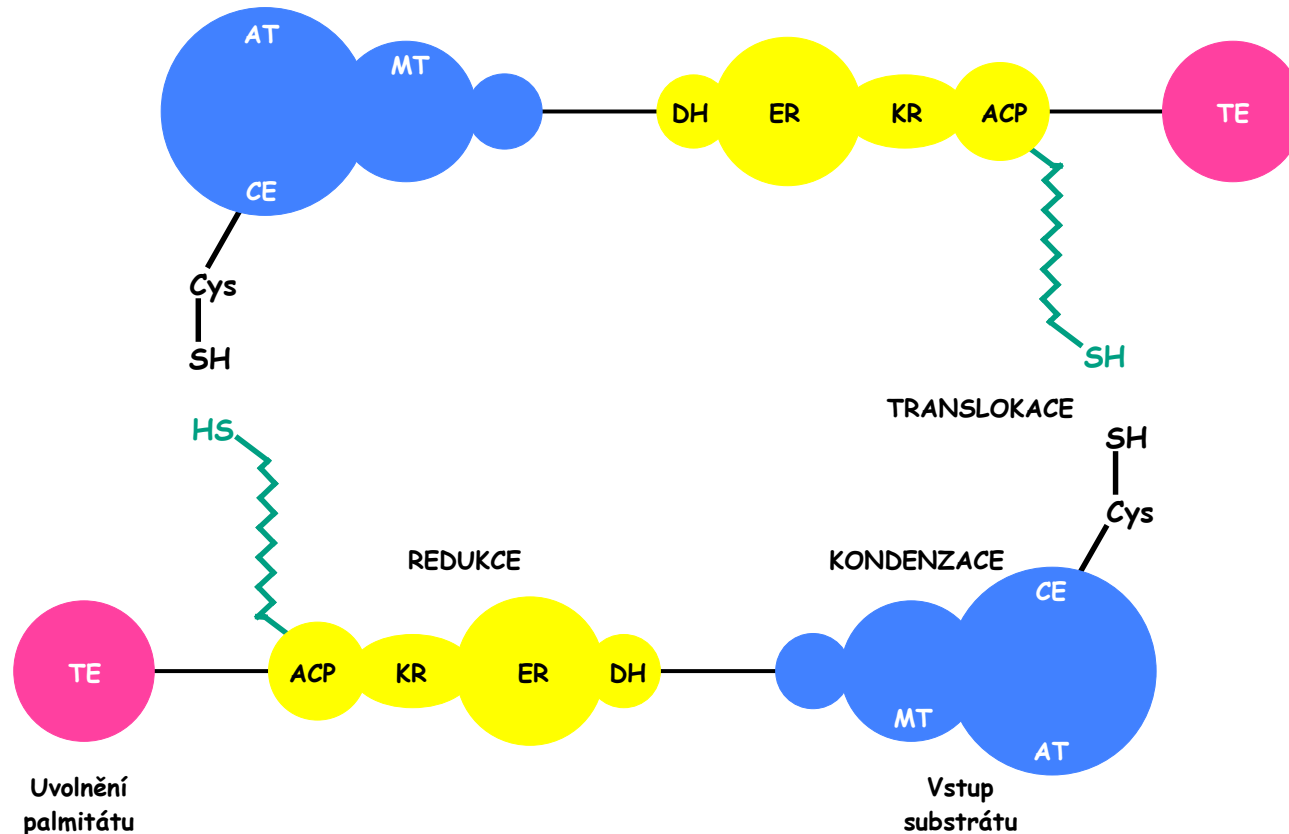 AT
MT
DH ER KR ACP TE
CE
Cys
SH
SH
TRANSLOKACE
HS
SH
Cys
REDUKCE
KONDENZACE
CE
TE ACP KR ER DH
MT
AT
Uvolnění
palmitátu
Vstup
substrátu